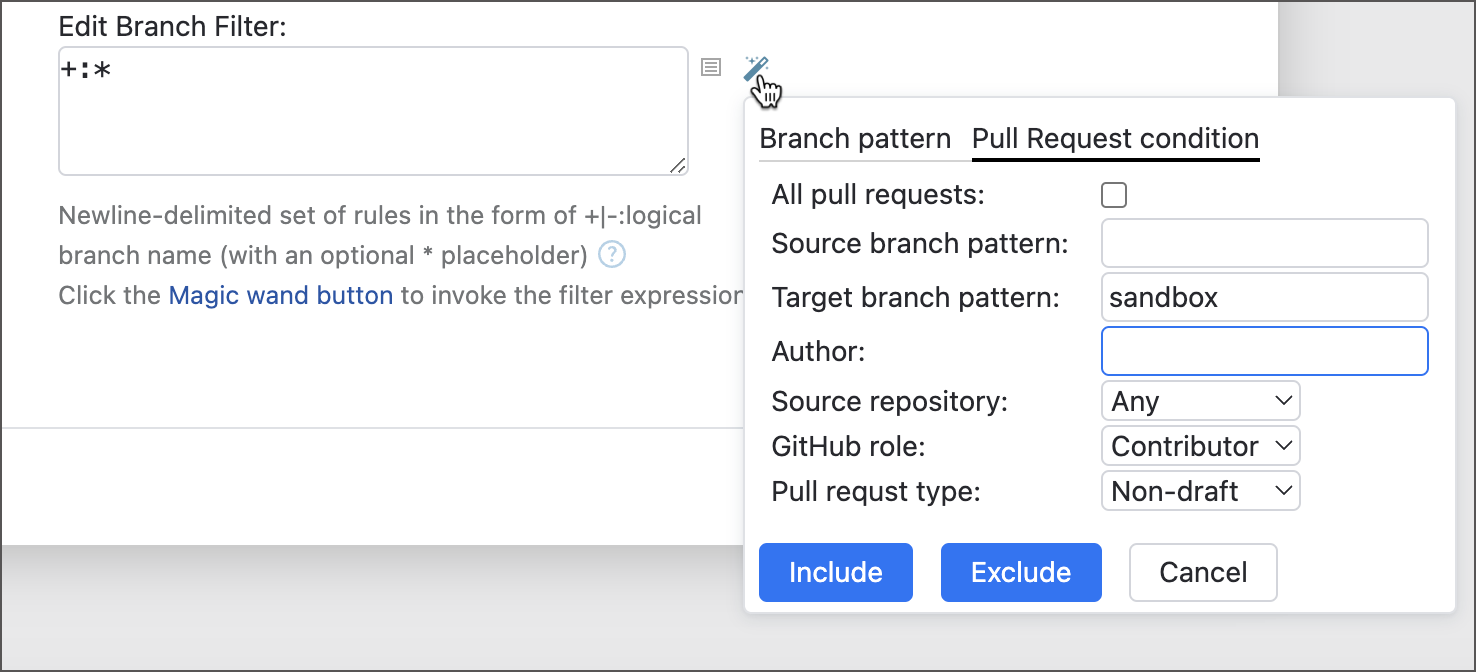 Edit Branch Filter:
+:*
Newline-delimited set of rules in the form of +|-:logical
branch name (with an optional * placeholder) ?
Click the Magic wand button to invoke the filter expression
Branch pattern Pull Request condition
All pull requests:
Source branch pattern:
Target branch pattern: sandbox
Author:
Source repository: Any
GitHub role: Contributor
Pull requst type: Non-draft
Include Exclude Cancel